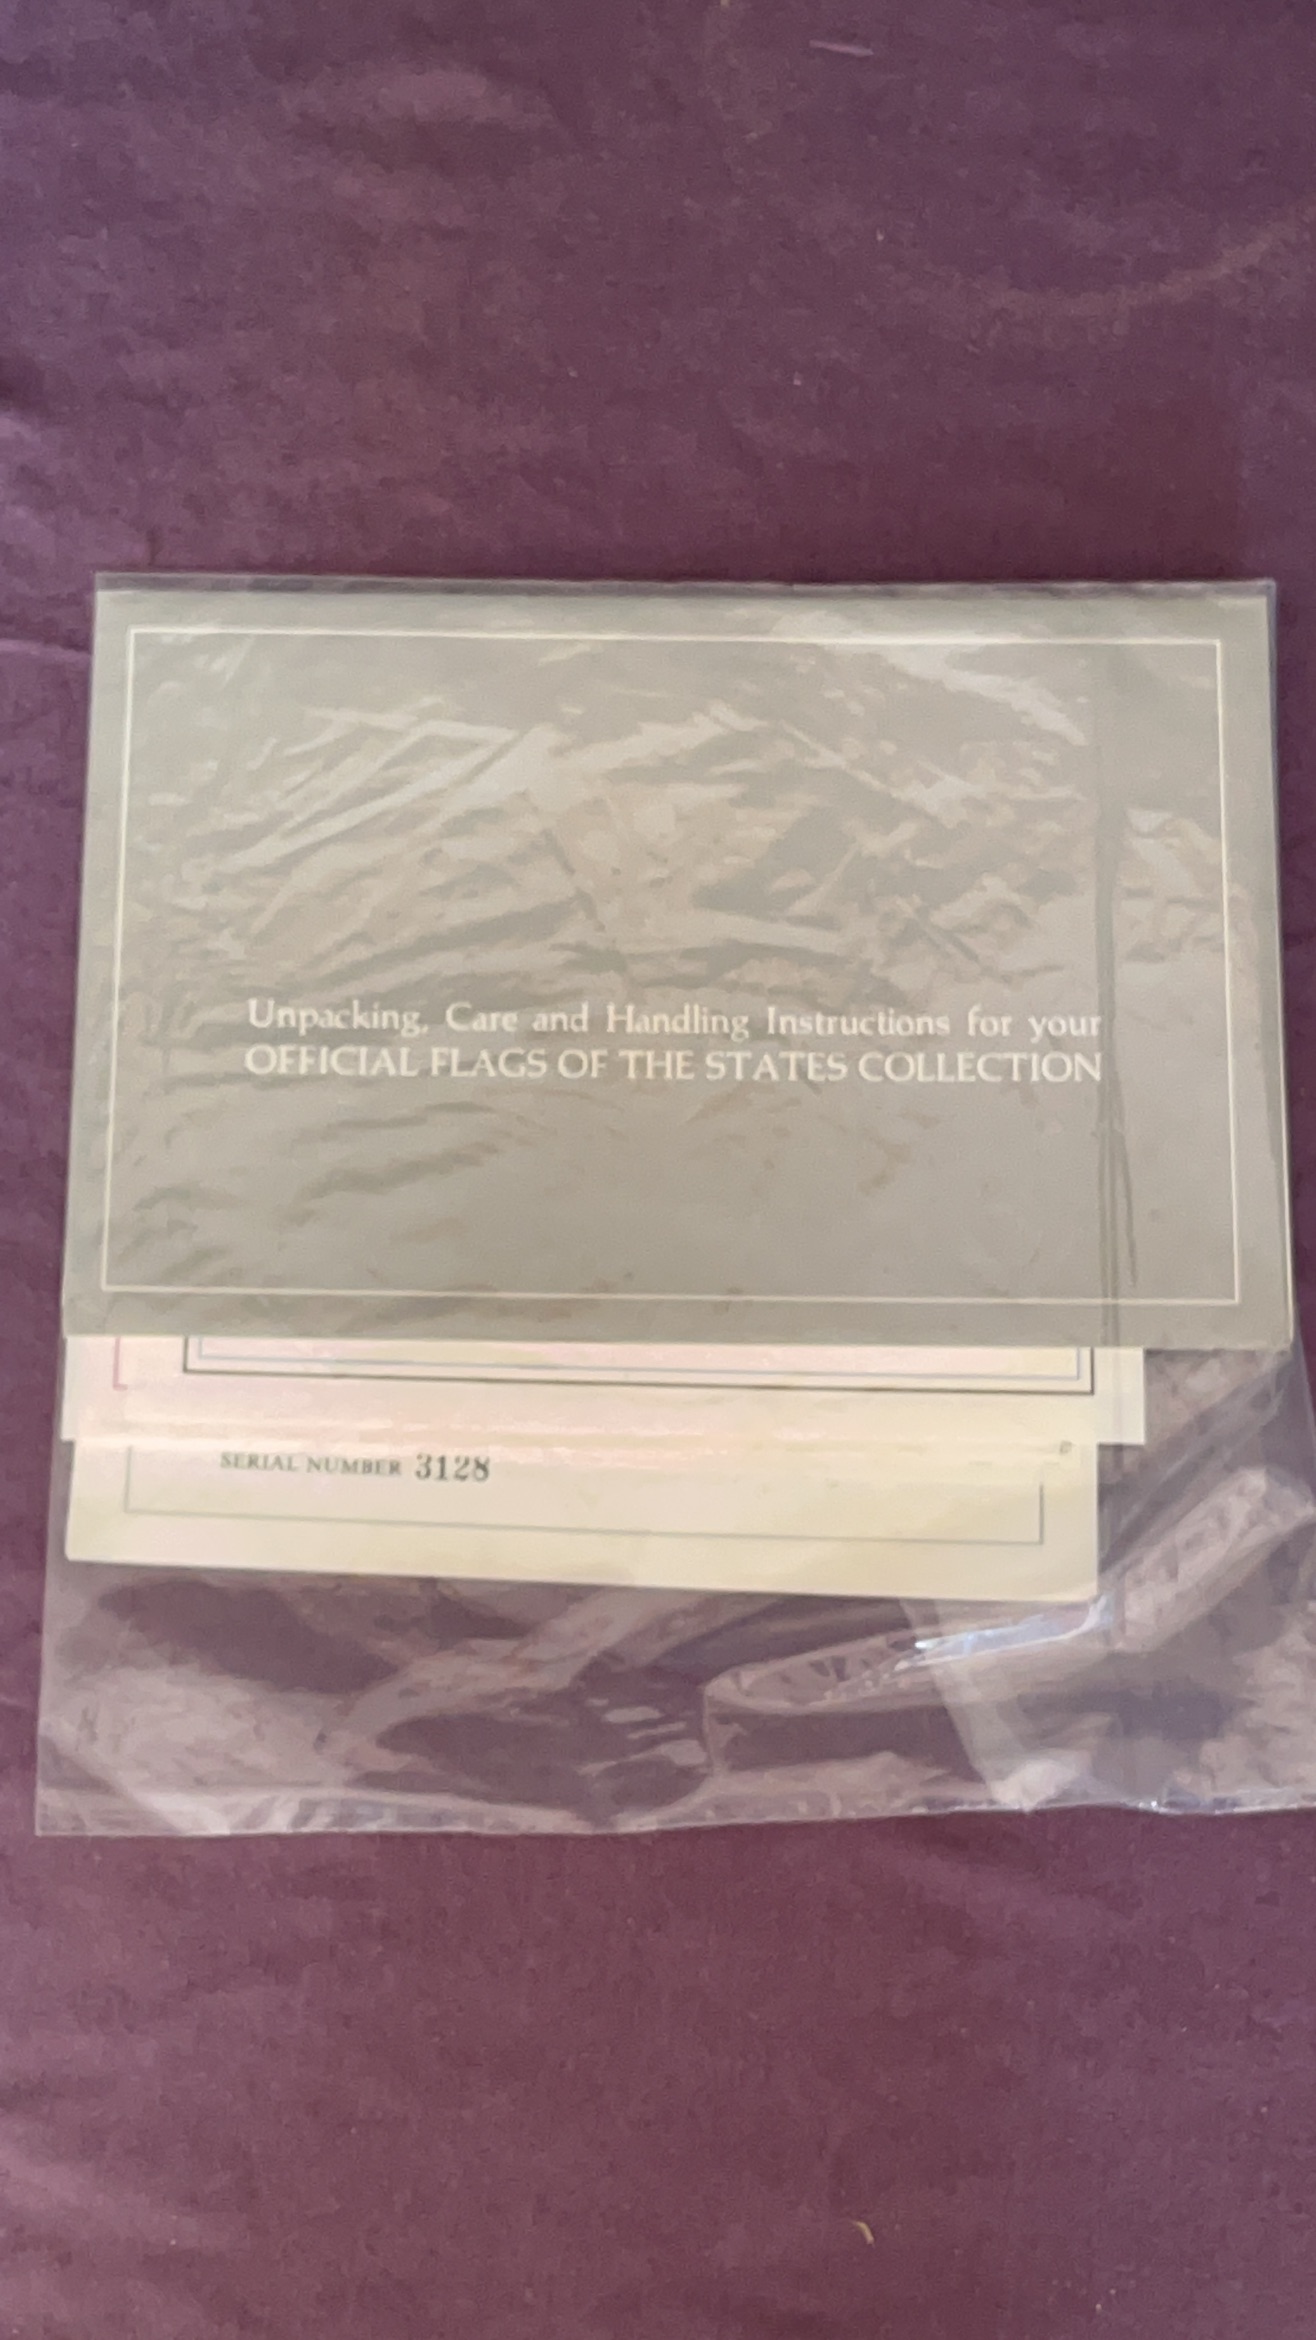 Unpacking, Care and Handling Instructions for your
OFFICIAL FLAGS OF THE STATES COLLECTION
SERIAL NUMBER 3128